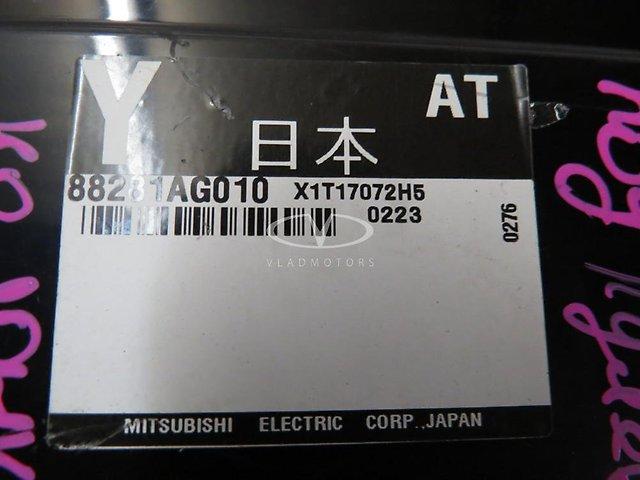 Y AT
日本
88281AG010 X1T17072H5
0223
0276
VLADMOTORS
MITSUBISHI ELECTRIC CORP.,JAPAN